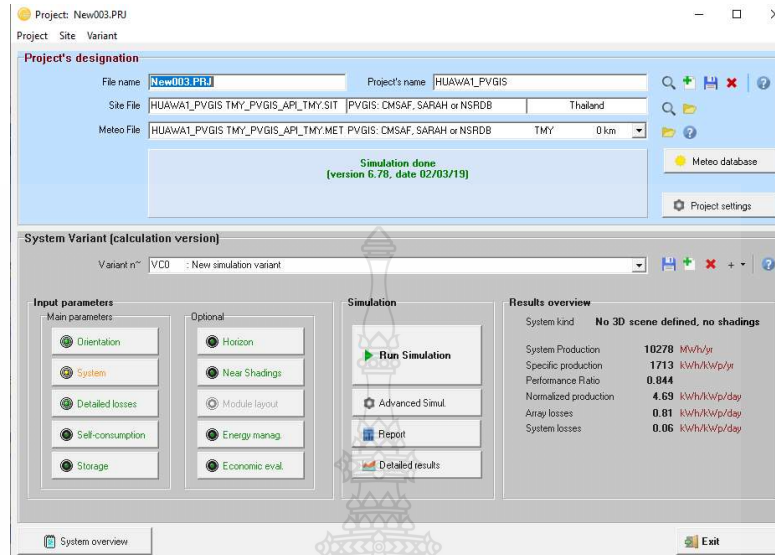 Project: New003.PRJ
Project Site Variant
Project's designation
File name New003.PRJ Project's name HUAWA1_PVGIS
Site File HUAWA1_PVGIS TMY_PVGIS_API_TMY.SIT PVGIS: CMSAF, SARAH or NSRDB Thailand
Meteo File HUAWA1_PVGIS TMY_PVGIS_API_TMY.MET PVGIS: CMSAF, SARAH or NSRDB TMY 0 km
Simulation done
(version 6.78, date 02/03/19)
Meteo database
Project settings
System Variant (calculation version)
Variant n~ VC0 : New simulation variant
Input parameters
Main parameters
Orientation
System
Detailed losses
Self-consumption
Storage
Optional
Horizon
Near Shadings
Module layout
Energy manag.
Economic eval.
Simulation
Run Simulation
Advanced Simul.
Report
Detailed results
Results overview
System kind No 3D scene defined, no shadings
System Production 10278 MWh/yr
Specific production 1713 kWh/kWp/yr
Performance Ratio 0.844
Normalized production 4.69 kWh/kWp/day
Array losses 0.81 kWh/kWp/day
System losses 0.06 kWh/kWp/day
System overview
Exit